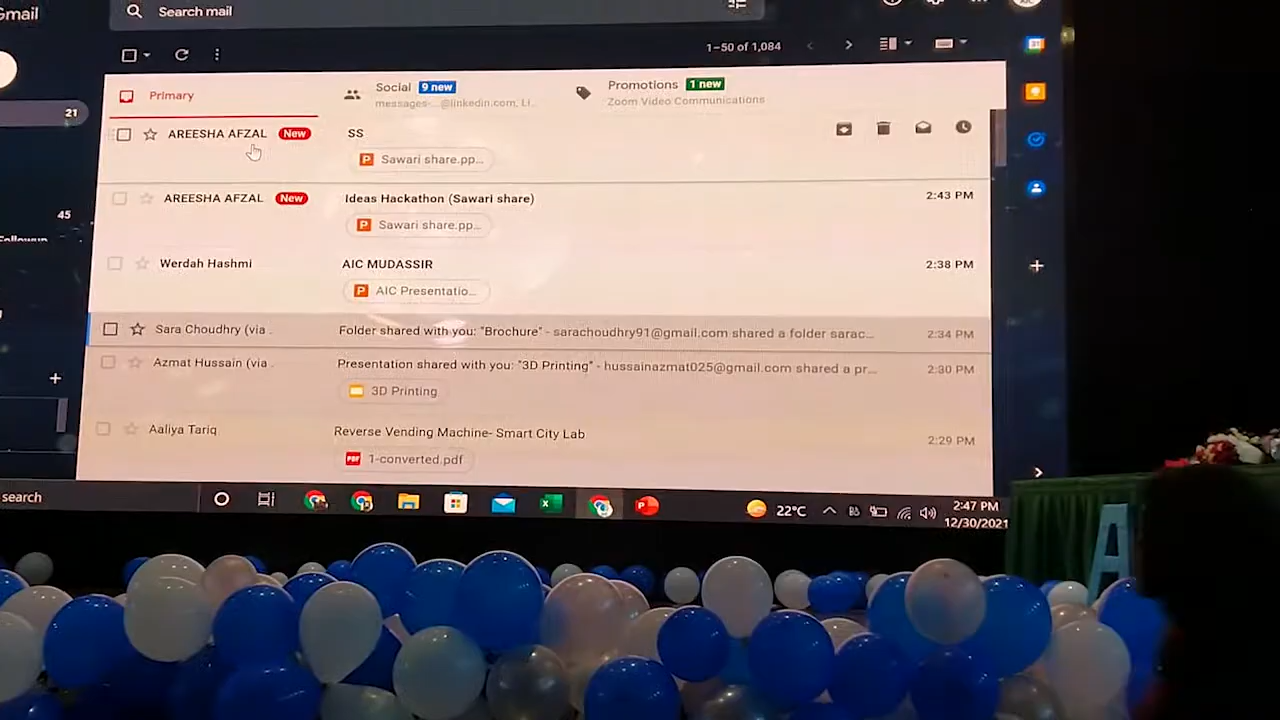 Gmail
Search mail
1–50 of 1,084
21
Primary
Social 9 new
messages-...@linkedin.com, Li...
Promotions 1 new
Zoom Video Communications
AREESHA AFZAL New SS
Sawari share.pp...
AREESHA AFZAL New Ideas Hackathon (Sawari share) 2:43 PM
Sawari share.pp...
45
Werdah Hashmi AIC MUDASSIR 2:38 PM
AIC Presentatio...
Sara Choudhry (via . Folder shared with you: "Brochure" - sarachoudhry91@gmail.com shared a folder sarac... 2:34 PM
Azmat Hussain (via . Presentation shared with you: "3D Printing" - hussainazmat025@gmail.com shared a pr... 2:30 PM
3D Printing
Aaliya Tariq Reverse Vending Machine- Smart City Lab 2:29 PM
PDF 1-converted.pdf
search
22°C
2:47 PM
12/30/2021
A